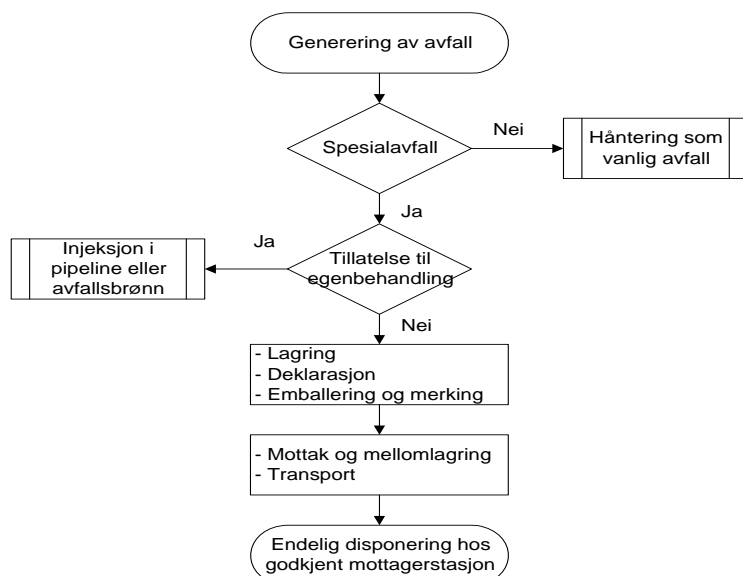 Generering av avfall
Spesialavfall
Nei
Håntering som
vanlig avfall
Ja
Ja
Tillatelse til
egenbehandling
Injeksjon i
pipeline eller
avfallsbrønn
Nei
- Lagring
- Deklarasjon
- Emballering og merking
- Mottak og mellomlagring
- Transport
Endelig disponering hos
godkjent mottagerstasjon